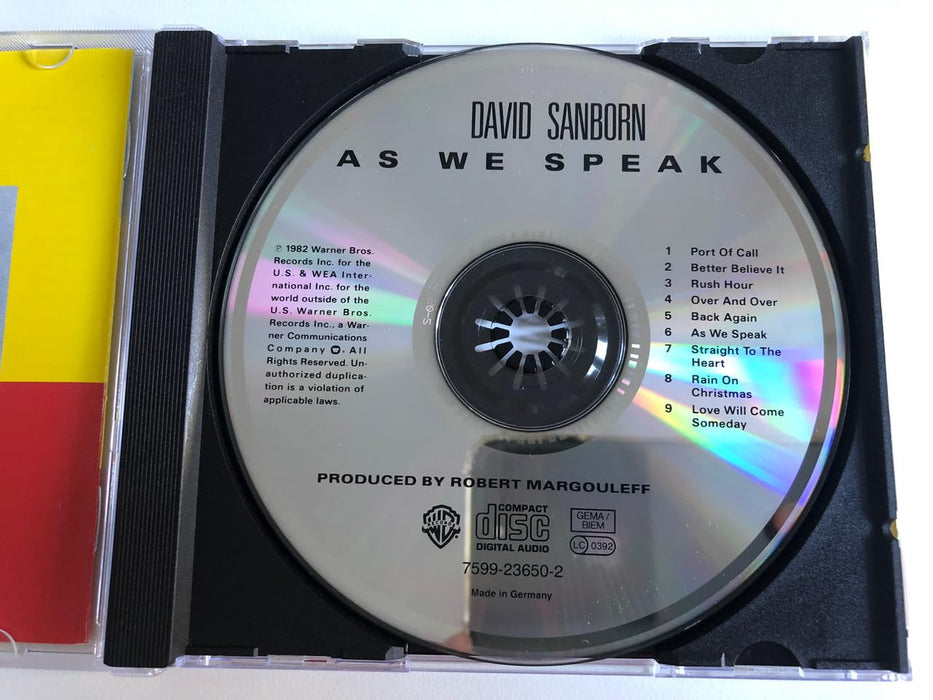 DAVID SANBORN
AS WE SPEAK
℗ 1982 Warner Bros.
Records Inc. for the
U.S. & WEA Inter-
national Inc. for the
world outside of the
U.S. Warner Bros.
Records Inc., a War-
ner Communications
Company. All
Rights Reserved. Un-
authorized duplica-
tion is a violation of
applicable laws.
1 Port Of Call
2 Better Believe It
3 Rush Hour
4 Over And Over
5 Back Again
6 As We Speak
7 Straight To The
Heart
8 Rain On
Christmas
9 Love Will Come
Someday
PRODUCED BY ROBERT MARGOULEFF
WB
RECORDS
COMPACT
disc
DIGITAL AUDIO
GEMA/
BIEM
LC 0392
7599-23650-2
Made in Germany